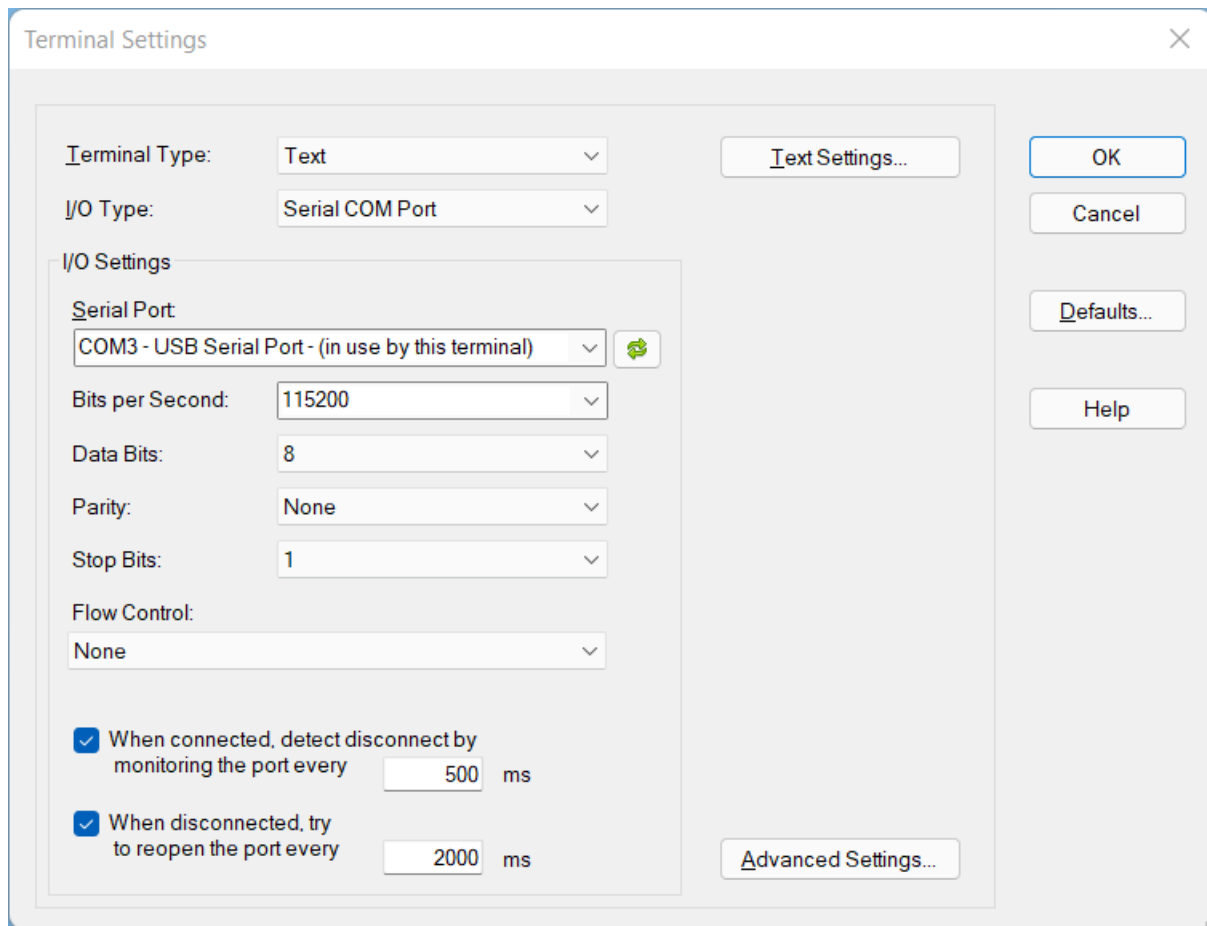 Terminal Settings
Terminal Type: Text Text Settings... OK
I/O Type: Serial COM Port Cancel
I/O Settings
Serial Port:
COM3 - USB Serial Port - (in use by this terminal) Defaults...
Bits per Second: 115200 Help
Data Bits: 8
Parity: None
Stop Bits: 1
Flow Control:
None
When connected, detect disconnect by
monitoring the port every 500 ms
When disconnected, try
to reopen the port every 2000 ms
Advanced Settings...